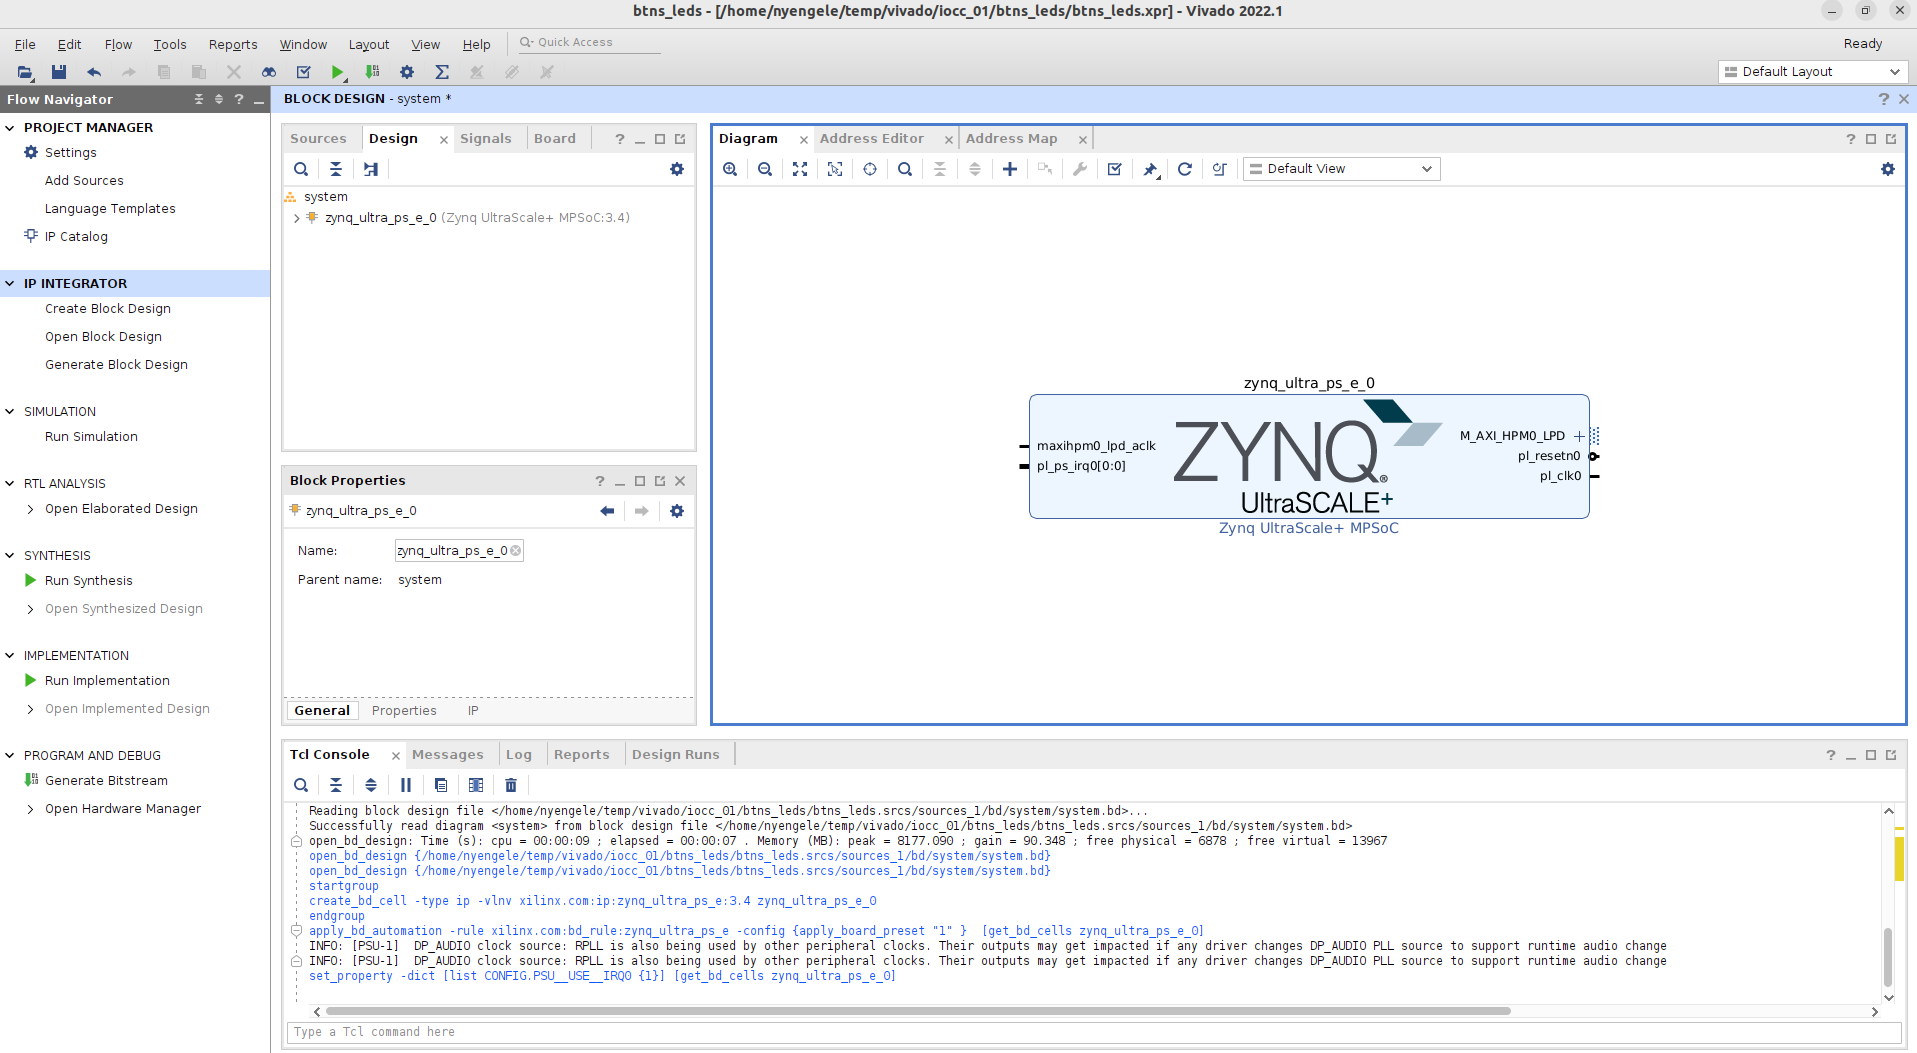 btns_leds - [/home/nyengele/temp/vivado/iocc_01/btns_leds/btns_leds.xpr] - Vivado 2022.1
File Edit Flow Tools Reports Window Layout View Help Quick Access Ready
Default Layout
Flow Navigator
BLOCK DESIGN - system *
PROJECT MANAGER
Settings
Add Sources
Language Templates
IP Catalog
IP INTEGRATOR
Create Block Design
Open Block Design
Generate Block Design
SIMULATION
Run Simulation
RTL ANALYSIS
Open Elaborated Design
SYNTHESIS
Run Synthesis
Open Synthesized Design
IMPLEMENTATION
Run Implementation
Open Implemented Design
PROGRAM AND DEBUG
Generate Bitstream
Open Hardware Manager
Sources Design Signals Board
system
zynq_ultra_ps_e_0 (Zynq UltraScale+ MPSoC:3.4)
Block Properties
zynq_ultra_ps_e_0
Name: zynq_ultra_ps_e_0
Parent name: system
General Properties IP
Diagram Address Editor Address Map
Default View
zynq_ultra_ps_e_0
maxihpm0_lpd_aclk
pl_ps_irq0[0:0]
ZYNQ®
UltraSCALE+
M_AXI_HPM0_LPD
pl_resetn0
pl_clk0
Zynq UltraScale+ MPSoC
Tcl Console Messages Log Reports Design Runs
Reading block design file </home/nyengele/temp/vivado/iocc_01/btns_leds/btns_leds.srcs/sources_1/bd/system/system.bd>...
Successfully read diagram <system> from block design file </home/nyengele/temp/vivado/iocc_01/btns_leds/btns_leds.srcs/sources_1/bd/system/system.bd>
open_bd_design: Time (s): cpu = 00:00:09 ; elapsed = 00:00:07 . Memory (MB): peak = 8177.090 ; gain = 90.348 ; free physical = 6878 ; free virtual = 13967
open_bd_design {/home/nyengele/temp/vivado/iocc_01/btns_leds/btns_leds.srcs/sources_1/bd/system/system.bd}
open_bd_design {/home/nyengele/temp/vivado/iocc_01/btns_leds/btns_leds.srcs/sources_1/bd/system/system.bd}
startgroup
create_bd_cell -type ip -vlnv xilinx.com:ip:zynq_ultra_ps_e:3.4 zynq_ultra_ps_e_0
endgroup
apply_bd_automation -rule xilinx.com:bd_rule:zynq_ultra_ps_e -config {apply_board_preset "1" }  [get_bd_cells zynq_ultra_ps_e_0]
INFO: [PSU-1]  DP_AUDIO clock source: RPLL is also being used by other peripheral clocks. Their outputs may get impacted if any driver changes DP_AUDIO PLL source to support runtime audio change
INFO: [PSU-1]  DP_AUDIO clock source: RPLL is also being used by other peripheral clocks. Their outputs may get impacted if any driver changes DP_AUDIO PLL source to support runtime audio change
set_property -dict [list CONFIG.PSU__USE__IRQ0 {1}] [get_bd_cells zynq_ultra_ps_e_0]
Type a Tcl command here